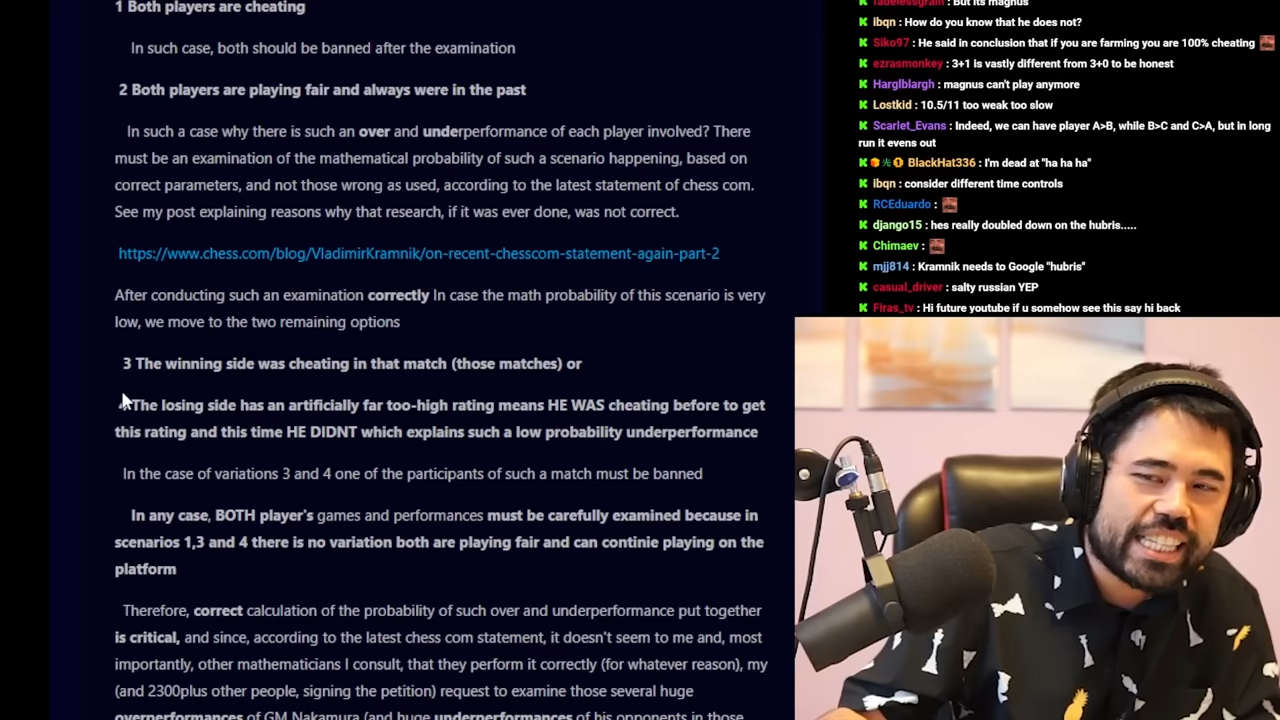 1 Both players are cheating
In such case, both should be banned after the examination
2 Both players are playing fair and always were in the past
In such a case why there is such an over and underperformance of each player involved? There
must be an examination of the mathematical probability of such a scenario happening, based on
correct parameters, and not those wrong as used, according to the latest statement of chess com.
See my post explaining reasons why that research, if it was ever done, was not correct.
https://www.chess.com/blog/VladimirKramnik/on-recent-chesscom-statement-again-part-2
After conducting such an examination correctly In case the math probability of this scenario is very
low, we move to the two remaining options
3 The winning side was cheating in that match (those matches) or
The losing side has an artificially far too-high rating means HE WAS cheating before to get
this rating and this time HE DIDNT which explains such a low probability underperformance
In the case of variations 3 and 4 one of the participants of such a match must be banned
In any case, BOTH player's games and performances must be carefully examined because in
scenarios 1,3 and 4 there is no variation both are playing fair and can continie playing on the
platform
Therefore, correct calculation of the probability of such over and underperformance put together
is critical, and since, according to the latest chess com statement, it doesn't seem to me and, most
importantly, other mathematicians I consult, that they perform it correctly (for whatever reason), my
(and 2300plus other people, signing the petition) request to examine those several huge
overperformances of GM Nakamura (and huge underperformances of his opponents in those
: But its magnus
ibqn : How do you know that he does not?
Siko97 : He said in conclusion that if you are farming you are 100% cheating
ezrasmonkey : 3+1 is vastly different from 3+0 to be honest
Harglblargh : magnus can't play anymore
Lostkid : 10.5/11 too weak too slow
Scarlet_Evans : Indeed, we can have player A>B, while B>C and C>A, but in long
run it evens out
BlackHat336 : I'm dead at "ha ha ha"
ibqn : consider different time controls
RCEduardo :
django15 : hes really doubled down on the hubris.....
Chimaev :
mjj814 : Kramnik needs to Google "hubris"
casual_driver : salty russian YEP
Firas_tv : Hi future youtube if u somehow see this say hi back